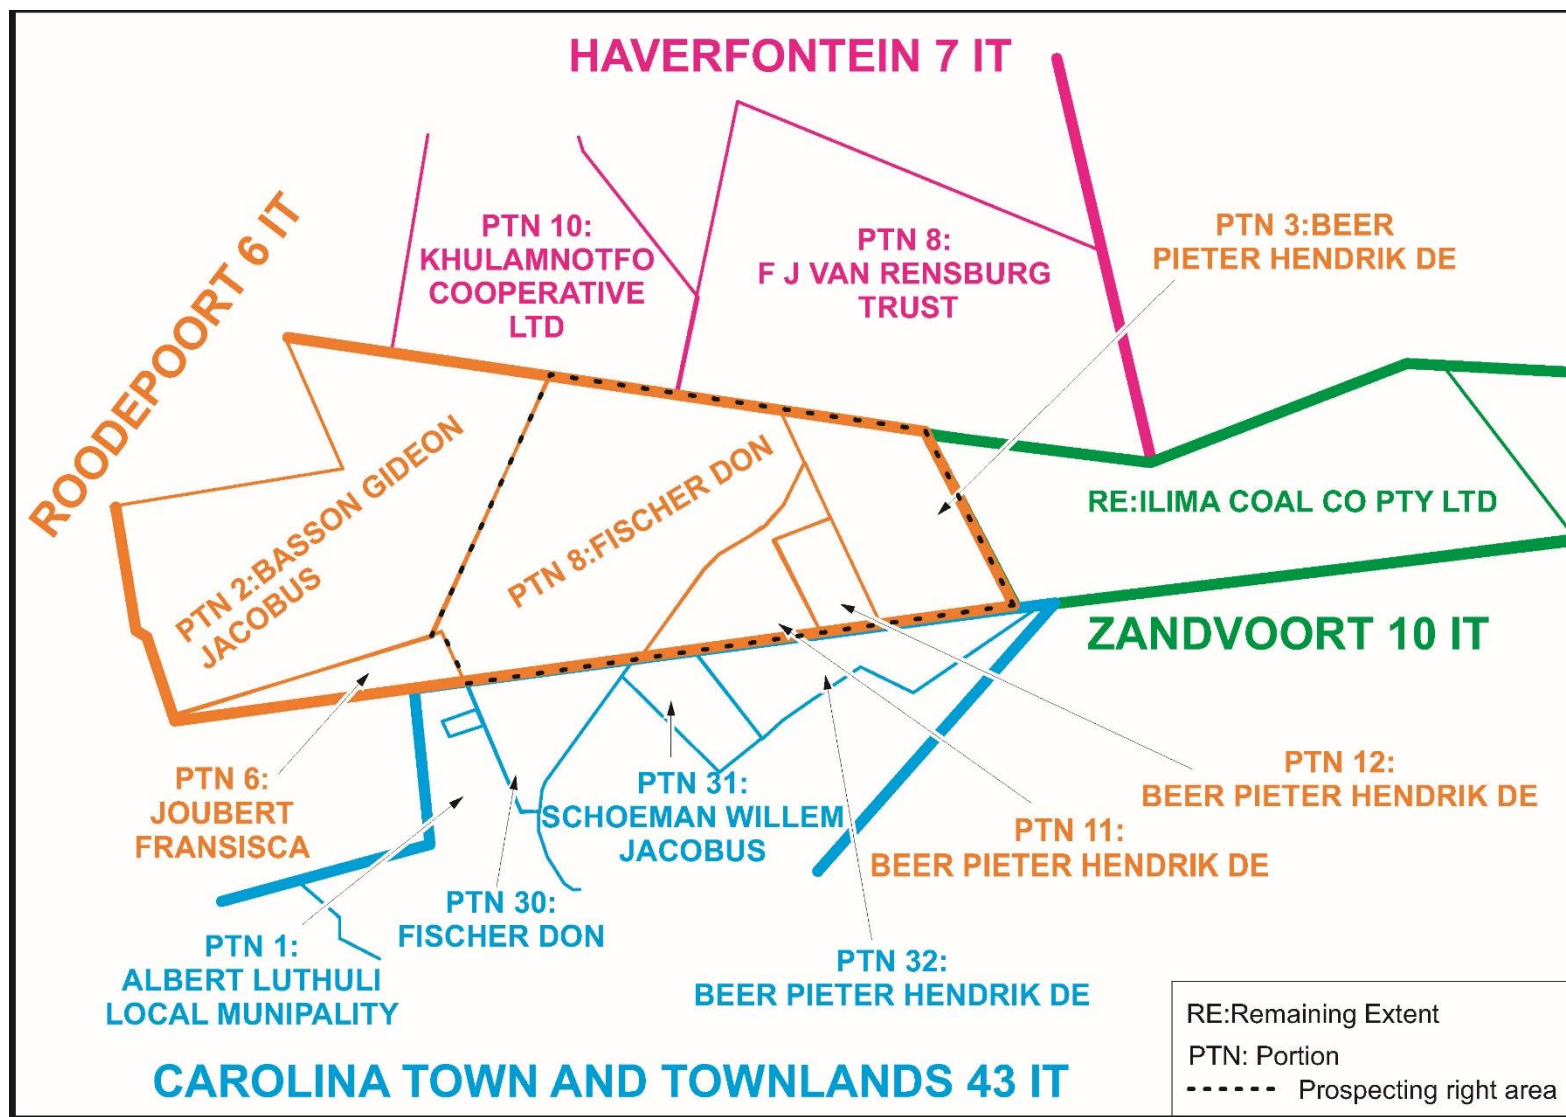 HAVERFONTEIN 7 IT
ROODEPOORT 6 IT
PTN 10:
KHULAMNOTFO
COOPERATIVE
LTD
PTN 8:
F J VAN RENSBURG
TRUST
PTN 3:BEER
PIETER HENDRIK DE
PTN 2:BASSON GIDEON
JACOBUS
PTN 8:FISCHER DON
RE:ILIMA COAL CO PTY LTD
ZANDVOORT 10 IT
PTN 6:
JOUBERT
FRANSISCA
PTN 31:
SCHOEMAN WILLEM
JACOBUS
PTN 12:
BEER PIETER HENDRIK DE
PTN 11:
BEER PIETER HENDRIK DE
PTN 30:
FISCHER DON
PTN 1:
ALBERT LUTHULI
LOCAL MUNIPALITY
PTN 32:
BEER PIETER HENDRIK DE
CAROLINA TOWN AND TOWNLANDS 43 IT
RE:Remaining Extent
PTN: Portion
Prospecting right area